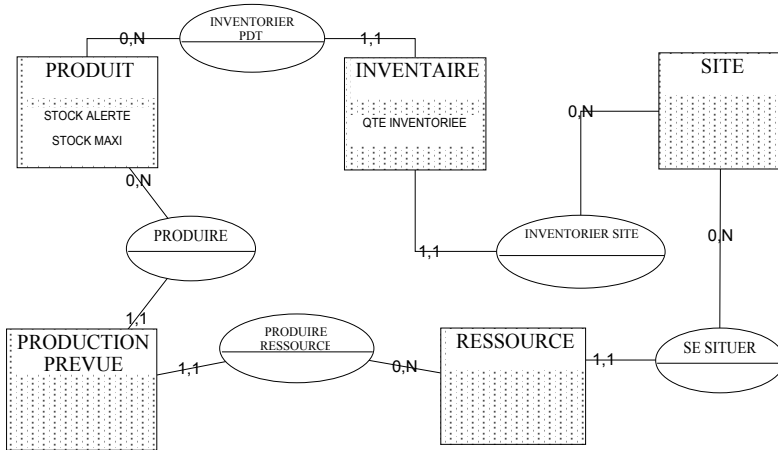 INVENTORIER
PDT
0,N
1,1
PRODUIT
STOCK ALERTE
STOCK MAXI
INVENTAIRE
QTE INVENTORIEE
SITE
0,N
0,N
PRODUIRE
1,1
INVENTORIER SITE
0,N
1,1
PRODUCTION
PREVUE
PRODUIRE
RESSOURCE
1,1
0,N
RESSOURCE
1,1
SE SITUER